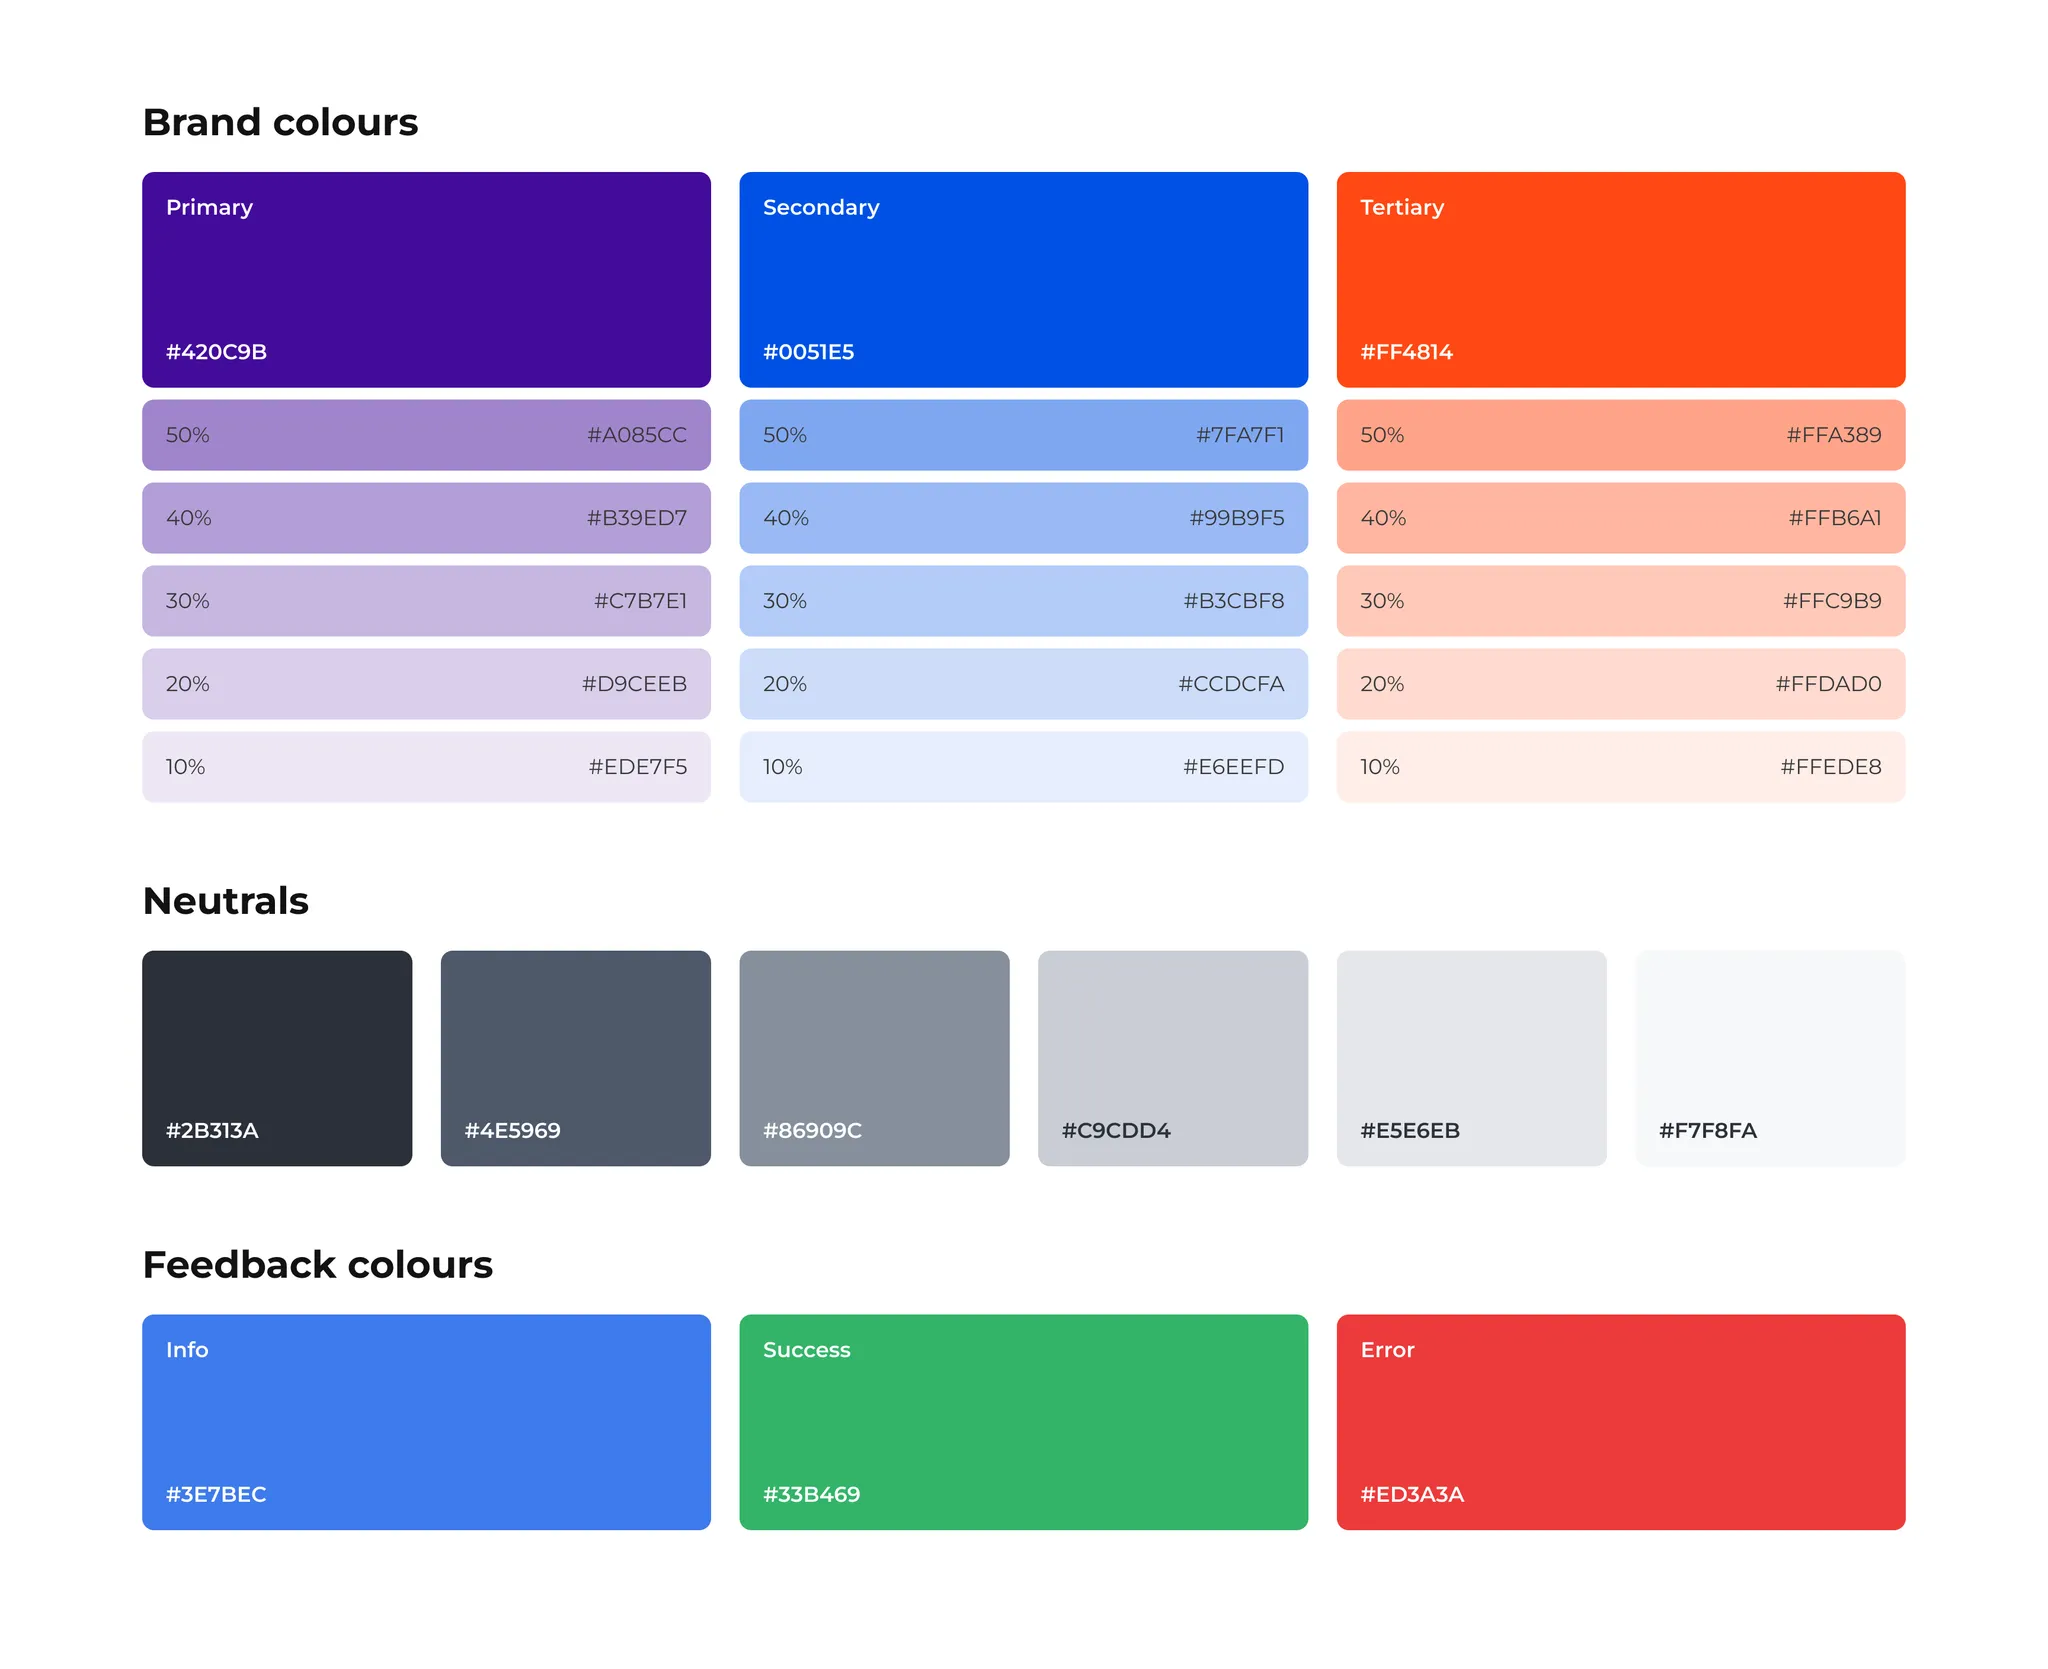 Brand colours
Primary
#420C9B
50% #A085CC
40% #B39ED7
30% #C7B7E1
20% #D9CEEB
10% #EDE7F5
Secondary
#0051E5
50% #7FA7F1
40% #99B9F5
30% #B3CBF8
20% #CCDCFA
10% #E6EEFD
Tertiary
#FF4814
50% #FFA389
40% #FFB6A1
30% #FFC9B9
20% #FFDAD0
10% #FFEDE8
Neutrals
#2B313A
#4E5969
#86909C
#C9CDD4
#E5E6EB
#F7F8FA
Feedback colours
Info
#3E7BEC
Success
#33B469
Error
#ED3A3A